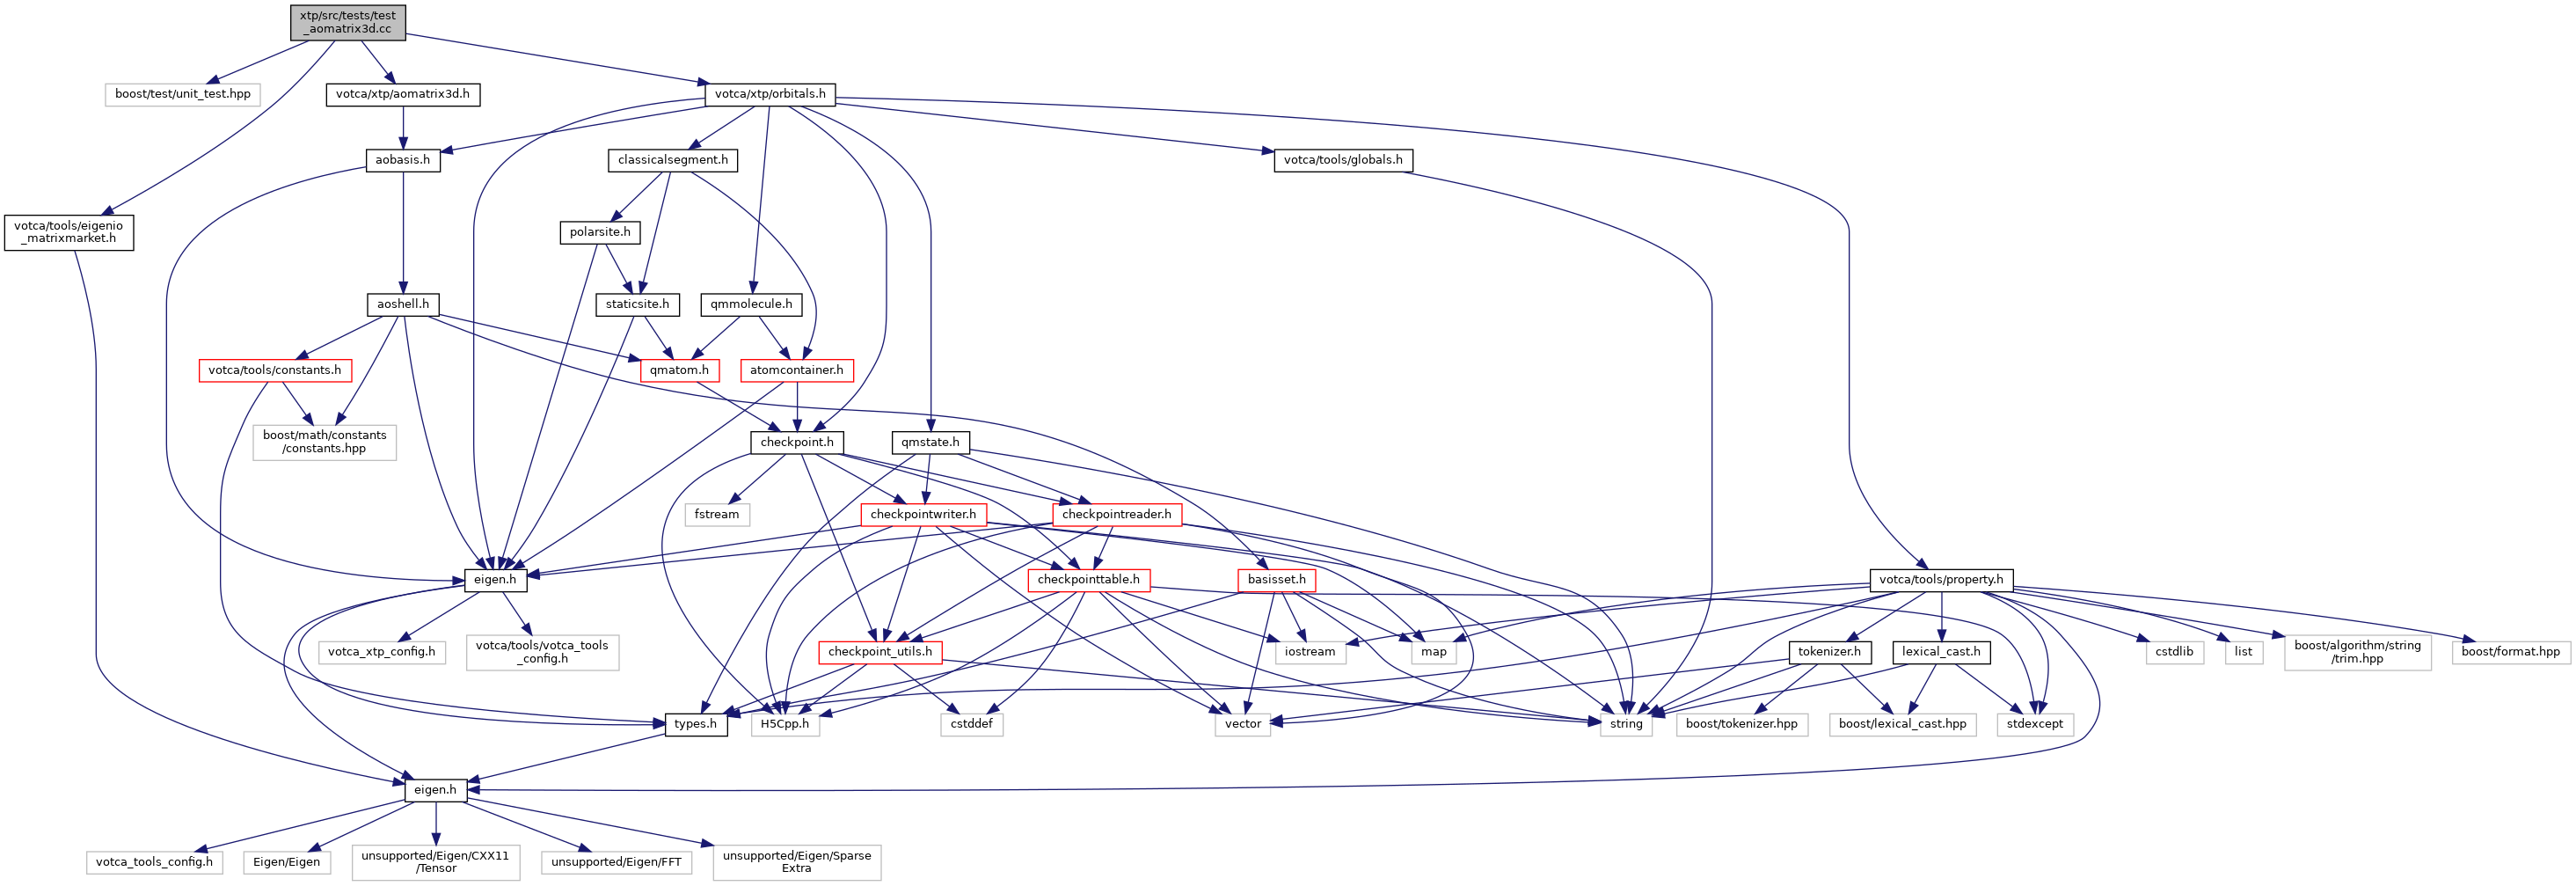 xtp/src/tests/test
_aomatrix3d.cc
boost/test/unit_test.hpp
votca/xtp/aomatrix3d.h
votca/xtp/orbitals.h
aobasis.h
classicalsegment.h
votca/tools/globals.h
votca/tools/eigenio
_matrixmarket.h
polarsite.h
aoshell.h
staticsite.h
qmmolecule.h
votca/tools/constants.h
qmatom.h
atomcontainer.h
boost/math/constants
/constants.hpp
checkpoint.h
qmstate.h
fstream
checkpointwriter.h
checkpointreader.h
eigen.h
checkpointtable.h
basisset.h
votca/tools/property.h
votca_xtp_config.h
votca/tools/votca_tools
_config.h
checkpoint_utils.h
iostream
map
tokenizer.h
lexical_cast.h
cstdlib
list
boost/algorithm/string
/trim.hpp
boost/format.hpp
types.h
H5Cpp.h
cstddef
vector
string
boost/tokenizer.hpp
boost/lexical_cast.hpp
stdexcept
eigen.h
votca_tools_config.h
Eigen/Eigen
unsupported/Eigen/CXX11
/Tensor
unsupported/Eigen/FFT
unsupported/Eigen/Sparse
Extra